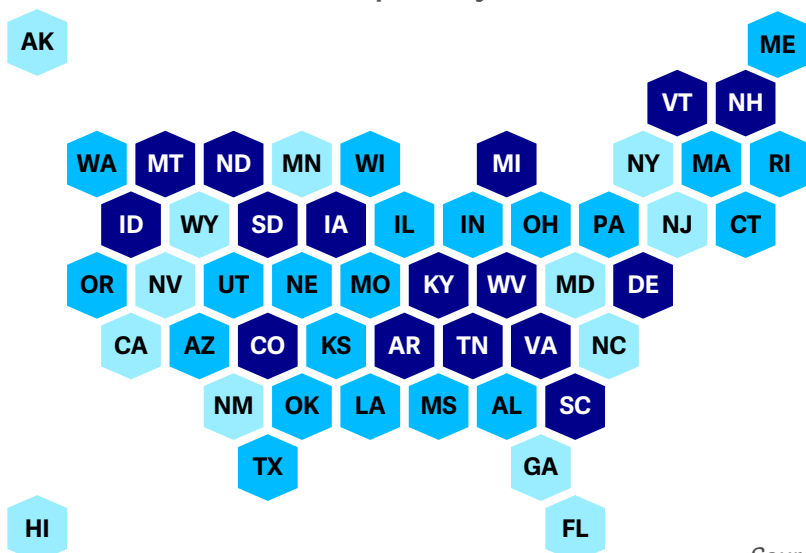 AK
ME
VT NH
WA MT ND MN WI MI NY MA RI
ID WY SD IA IL IN OH PA NJ CT
OR NV UT NE MO KY WV MD DE
CA AZ CO KS AR TN VA NC
NM OK LA MS AL SC
TX GA
HI FL